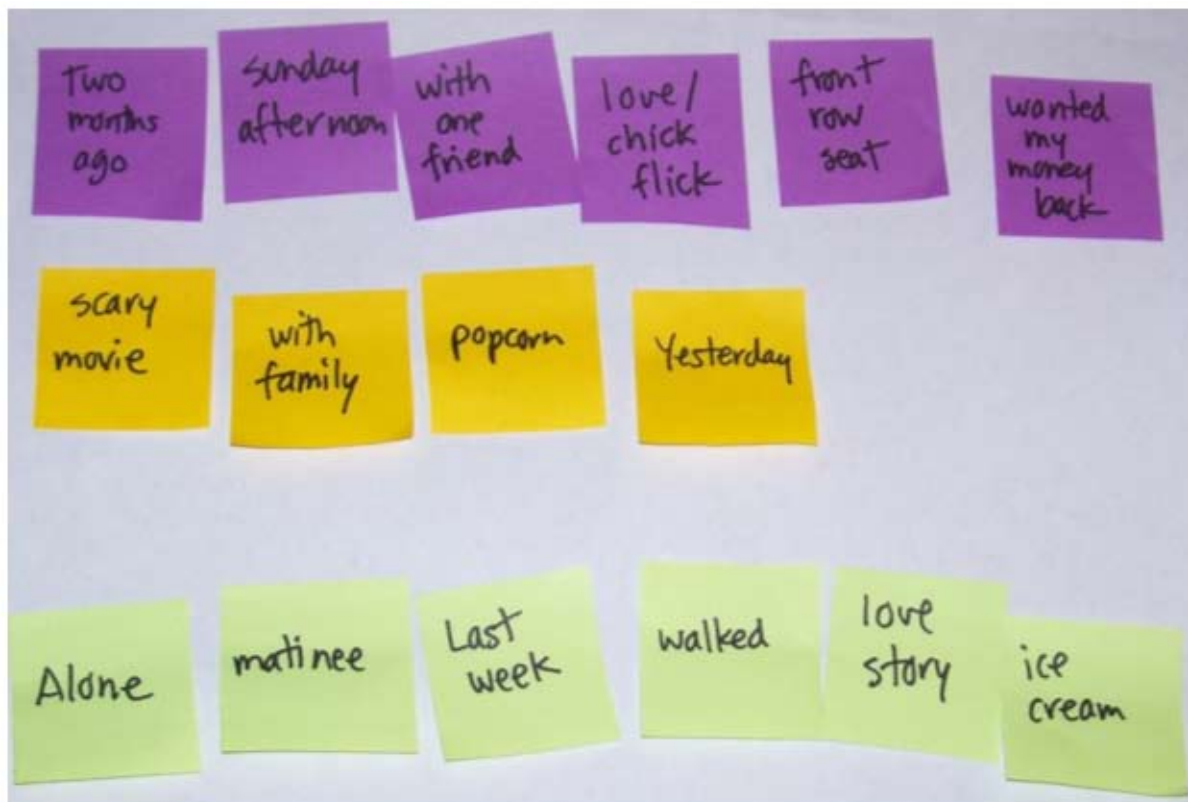 Two
months
ago
sunday
afternoon
with
one
friend
love/
chick
flick
front
row
seat
wanted
my
money
back
scary
movie
with
family
popcorn
Yesterday
Alone
matinee
Last
week
walked
love
story
ice
cream